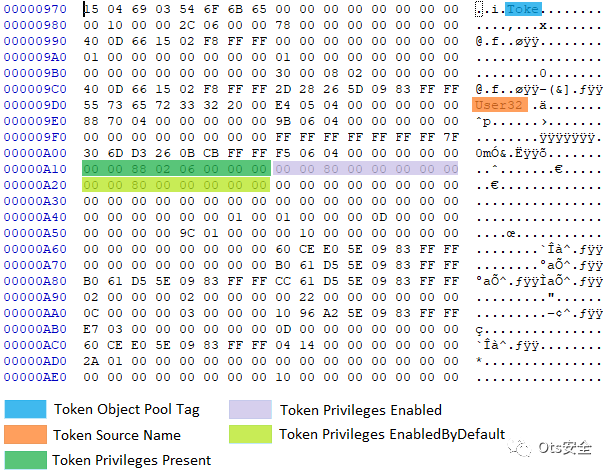 00000970 15 04 69 03 54 6F 6B 65 00 00 00 00 00 00 00 00 ..i.Toke........
00000980 00 10 00 00 2C 06 00 00 78 00 00 00 00 00 00 00 ....,...x.......
00000990 40 0D 66 15 02 F8 FF FF 00 00 00 00 00 00 00 00 @.f..øÿÿ........
000009A0 01 00 00 00 00 00 00 00 01 00 00 00 00 00 00 00 ................
000009B0 00 00 00 00 00 00 00 00 30 00 08 02 00 00 00 00 ........0.......
000009C0 40 0D 66 15 02 F8 FF FF 2D 28 26 5D 09 83 FF FF @.f..øÿÿ-(&].ƒÿÿ
000009D0 55 73 65 72 33 32 20 00 E4 05 04 00 00 00 00 00 User32 .ä.......
000009E0 88 70 04 00 00 00 00 00 9B 06 04 00 00 00 00 00 ˆp......›.......
000009F0 00 00 00 00 00 00 00 00 FF FF FF FF FF FF FF 7F ........ÿÿÿÿÿÿÿ.
00000A00 30 6D D3 26 0B CB FF FF F5 06 04 00 00 00 00 00 0mÓ&.Ëÿÿõ.......
00000A10 00 00 88 02 06 00 00 00 00 00 80 00 00 00 00 00 ..ˆ.......€.....
00000A20 00 00 80 00 00 00 00 00 00 00 00 00 00 00 00 00 ..€.............
00000A30 00 00 00 00 00 00 00 00 00 00 00 00 00 00 00 00 ................
00000A40 00 00 00 00 00 00 01 00 01 00 00 00 0D 00 00 00 ................
00000A50 00 00 00 00 9C 01 00 00 00 10 00 00 00 00 00 00 ....œ...........
00000A60 00 00 00 00 00 00 00 00 60 CE E0 5E 09 83 FF FF ........`Îà^.ƒÿÿ
00000A70 00 00 00 00 00 00 00 00 B0 61 D5 5E 09 83 FF FF ........°aÕ^.ƒÿÿ
00000A80 B0 61 D5 5E 09 83 FF FF CC 61 D5 5E 09 83 FF FF °aÕ^.ƒÿÿÌaÕ^.ƒÿÿ
00000A90 02 00 00 00 02 00 00 00 00 22 00 00 00 00 00 00 ........."......
00000AA0 0C 00 00 00 03 00 00 00 10 96 A2 5E 09 83 FF FF .........–¢^.ƒÿÿ
00000AB0 E7 03 00 00 00 00 00 00 0D 00 00 00 00 00 00 00 ç...............
00000AC0 60 CE E0 5E 09 83 FF FF 04 14 00 00 00 00 00 00 `Îà^.ƒÿÿ........
00000AD0 2A 01 00 00 00 00 00 00 00 00 00 00 00 00 00 00 *...............
00000AE0 00 00 00 00 00 00 00 00 10 00 00 00 00 00 00 00 ................
Token Object Pool Tag
Token Privileges Enabled
Token Source Name
Token Privileges EnabledByDefault
Token Privileges Present
Ots安全